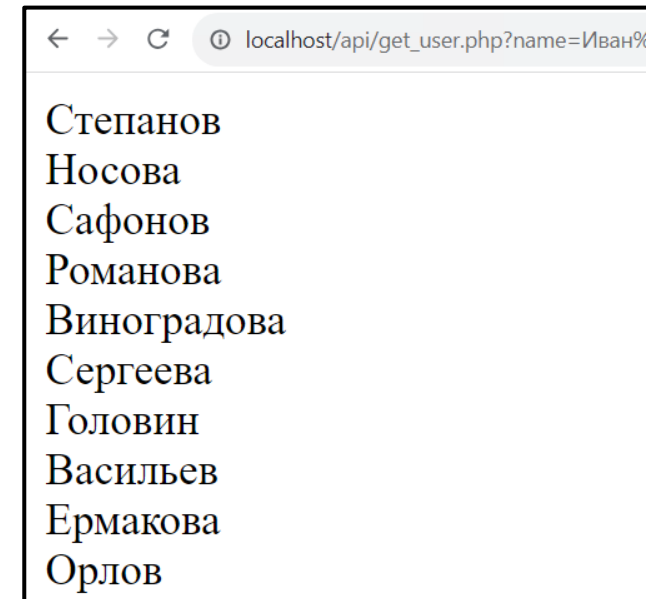 localhost/api/get_user.php?name=Иван%
Степанов
Носова
Сафонов
Романова
Виноградова
Сергеева
Головин
Васильев
Ермакова
Орлов